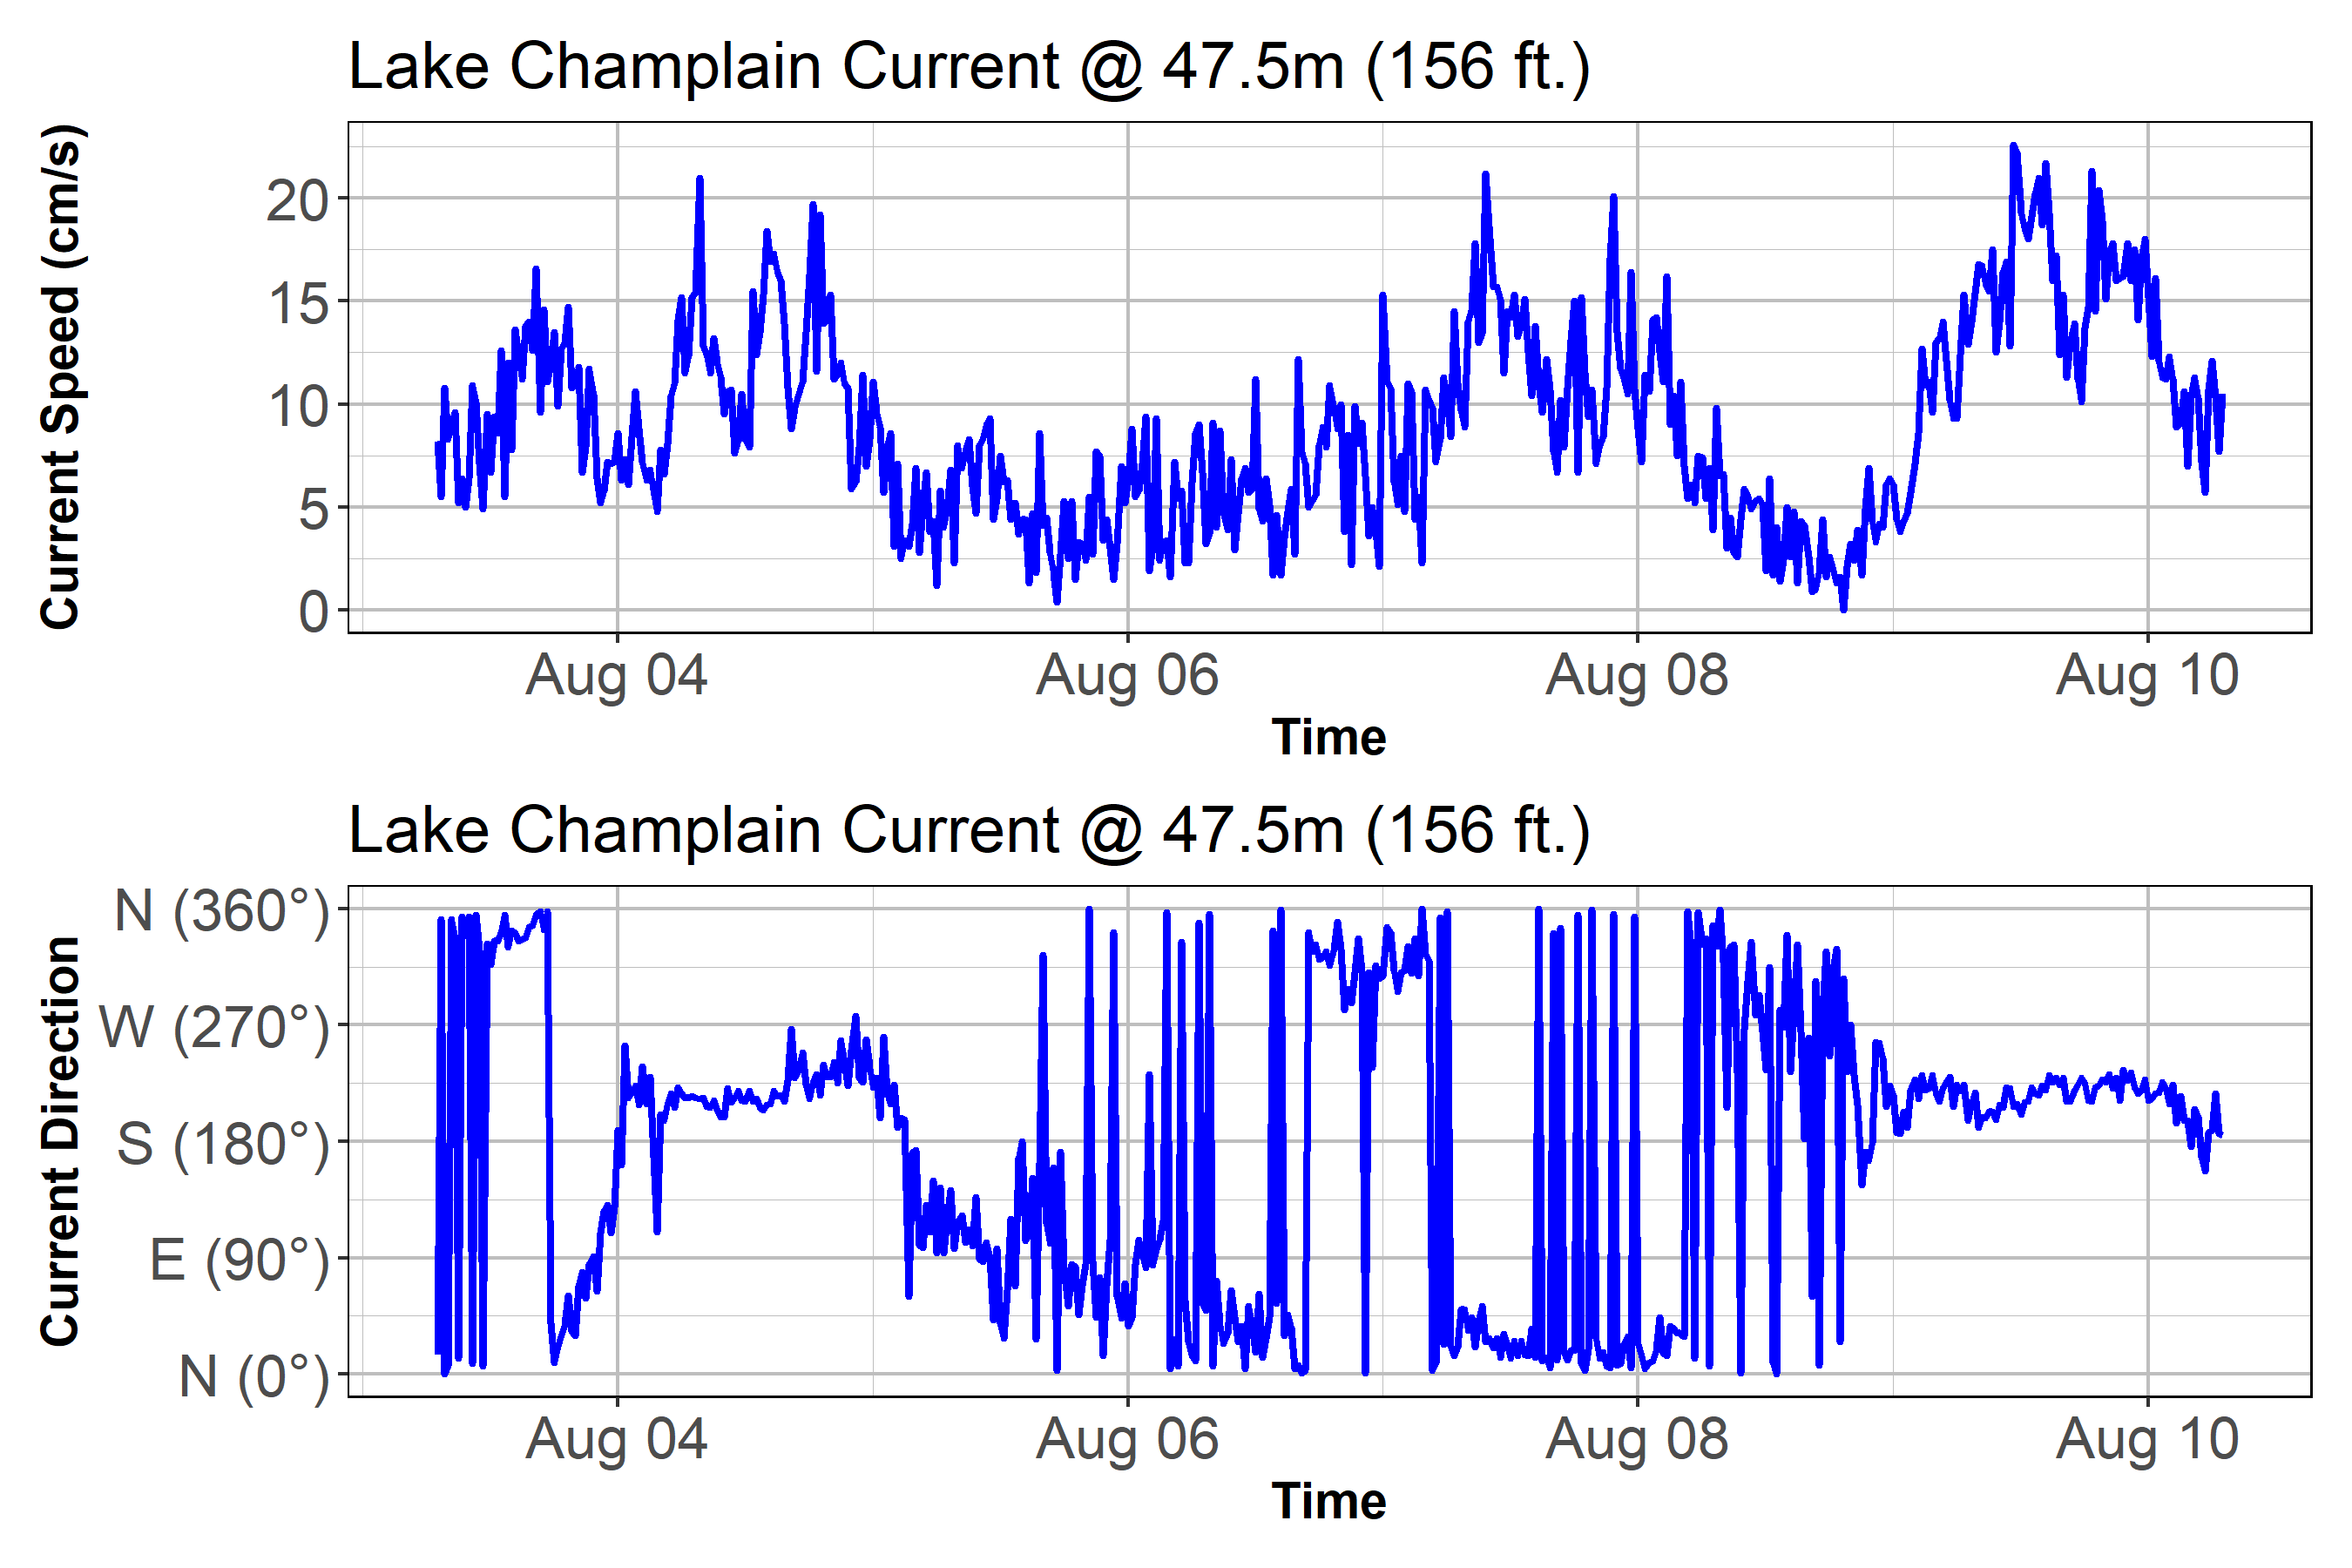 Lake Champlain Current @ 47.5m (156 ft.)
Current Speed (cm/s)
20
15
10
5
0
Aug 04 Aug 06 Aug 08 Aug 10
Time
Lake Champlain Current @ 47.5m (156 ft.)
Current Direction
N (360°)
W (270°)
S (180°)
E (90°)
N (0°)
Aug 04 Aug 06 Aug 08 Aug 10
Time